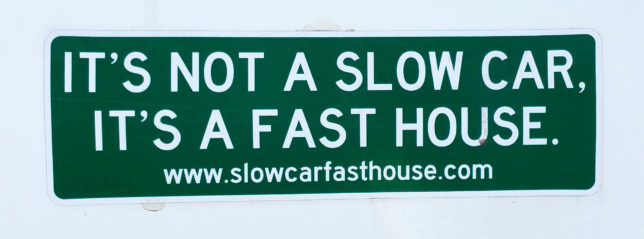 IT'S NOT A SLOW CAR,
IT'S A FAST HOUSE.
www.slowcarfasthouse.com